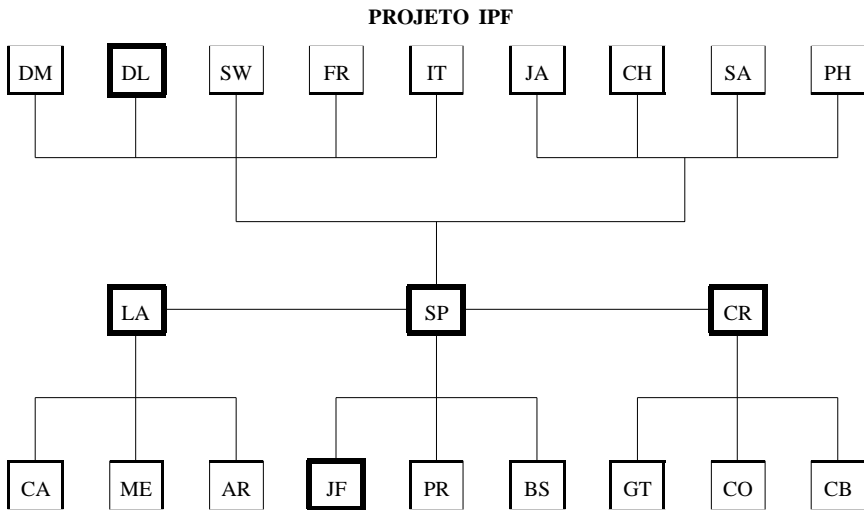 PROJETO IPF
DM DL SW FR IT JA CH SA PH
LA SP CR
CA ME AR JF PR BS GT CO CB